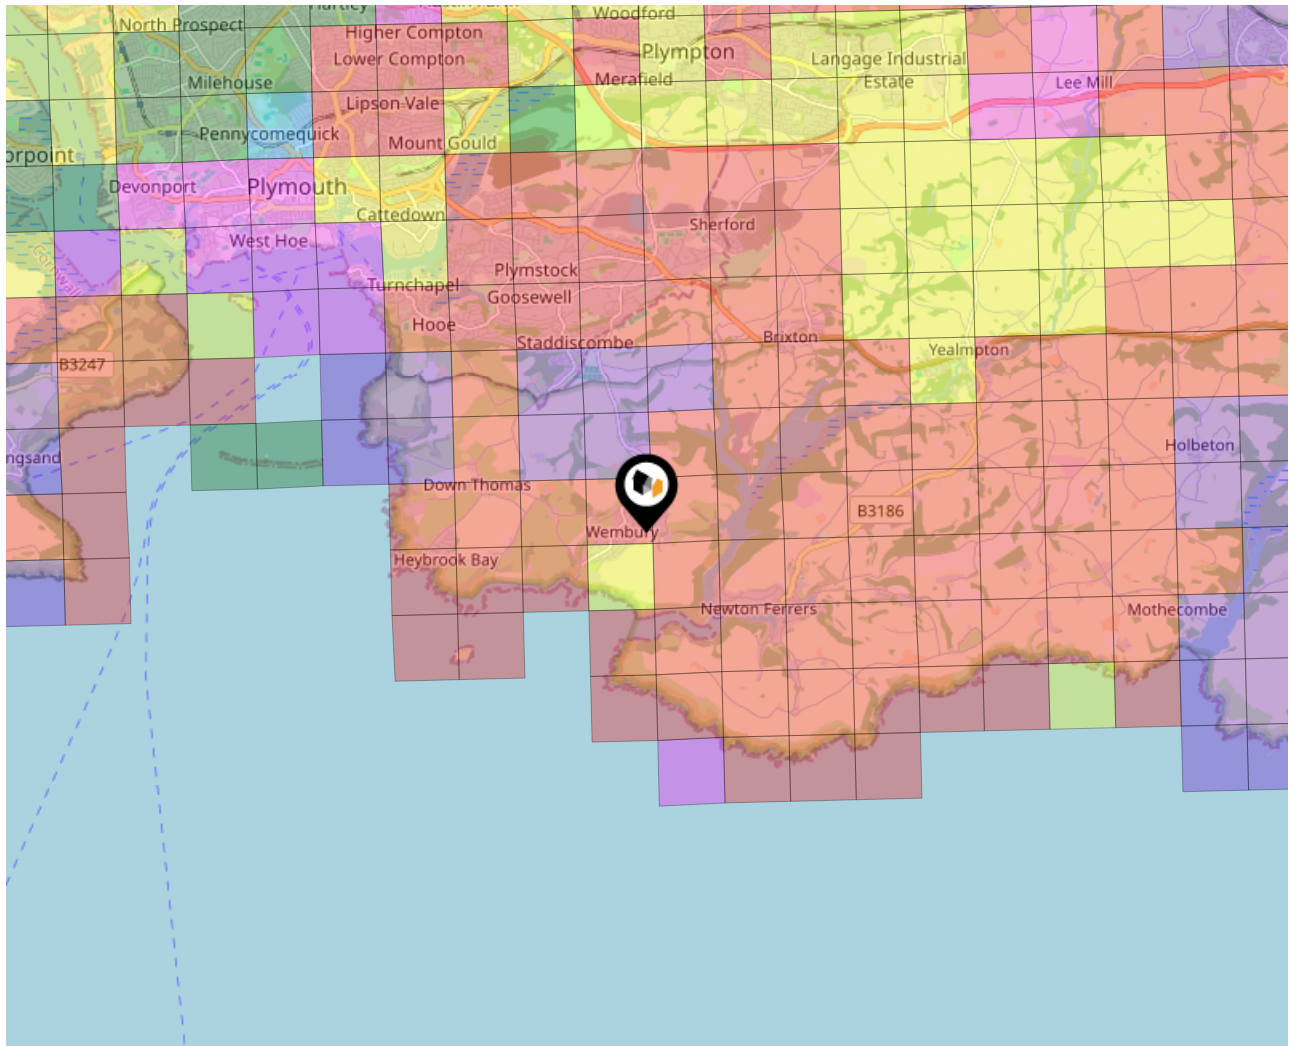 Woodford
North Prospect
Higher Compton
Plympton
Lower Compton
Langage Industrial
Estate
Milehouse
Merafield
Lee Mill
Lipson Vale
Pennycomequick
Mount Gould
Devonport
Plymouth
Cattedown
Sherford
West Hoe
Plymstock
Turnchapel
Goosewell
Hooe
Brixton
Staddiscombe
Yealmpton
B3247
Holbeton
ngsand
Down Thomas
B3186
Wembury
Heybrook Bay
Newton Ferrers
Mothecombe